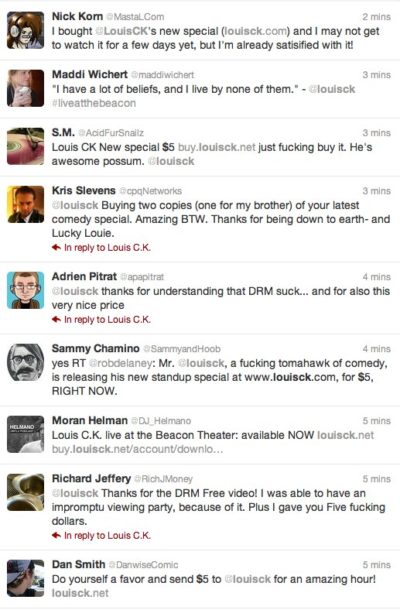 Nick Korn @MastaLCom 2 mins
I bought @LouisCK's new special (louisck.com) and I may not get
to watch it for a few days yet, but I'm already satisified with it!
Maddi Wichert @maddiwichert 3 mins
"I have a lot of beliefs, and I live by none of them." - @louisck
#liveatthebeacon
S.M. @AcidFurSnailz 3 mins
Louis CK New special $5 buy.louisck.net just fucking buy it. He's
awesome possum. @louisck
Kris Slevens @cpqNetworks 3 mins
@louisck Buying two copies (one for my brother) of your latest
comedy special. Amazing BTW. Thanks for being down to earth- and
Lucky Louie.
In reply to Louis C.K.
Adrien Pitrat @apapitrat 4 mins
@louisck thanks for understanding that DRM suck... and for also this
very nice price
In reply to Louis C.K.
Sammy Chamino @SammyandHoob 4 mins
yes RT @robdelaney: Mr. @louisck, a fucking tomahawk of comedy,
is releasing his new standup special at www.louisck.com, for $5,
RIGHT NOW.
HELMANO
Moran Helman @DJ_Helmano 5 mins
Louis C.K. live at the Beacon Theater: available NOW louisck.net
buy.louisck.net/account/downlo...
Richard Jeffery @RichJMoney 5 mins
@louisck Thanks for the DRM Free video! I was able to have an
impromptu viewing party, because of it. Plus I gave you Five fucking
dollars.
In reply to Louis C.K.
Dan Smith @DanwiseComic 5 mins
Do yourself a favor and send $5 to @louisck for an amazing hour!
louisck.net